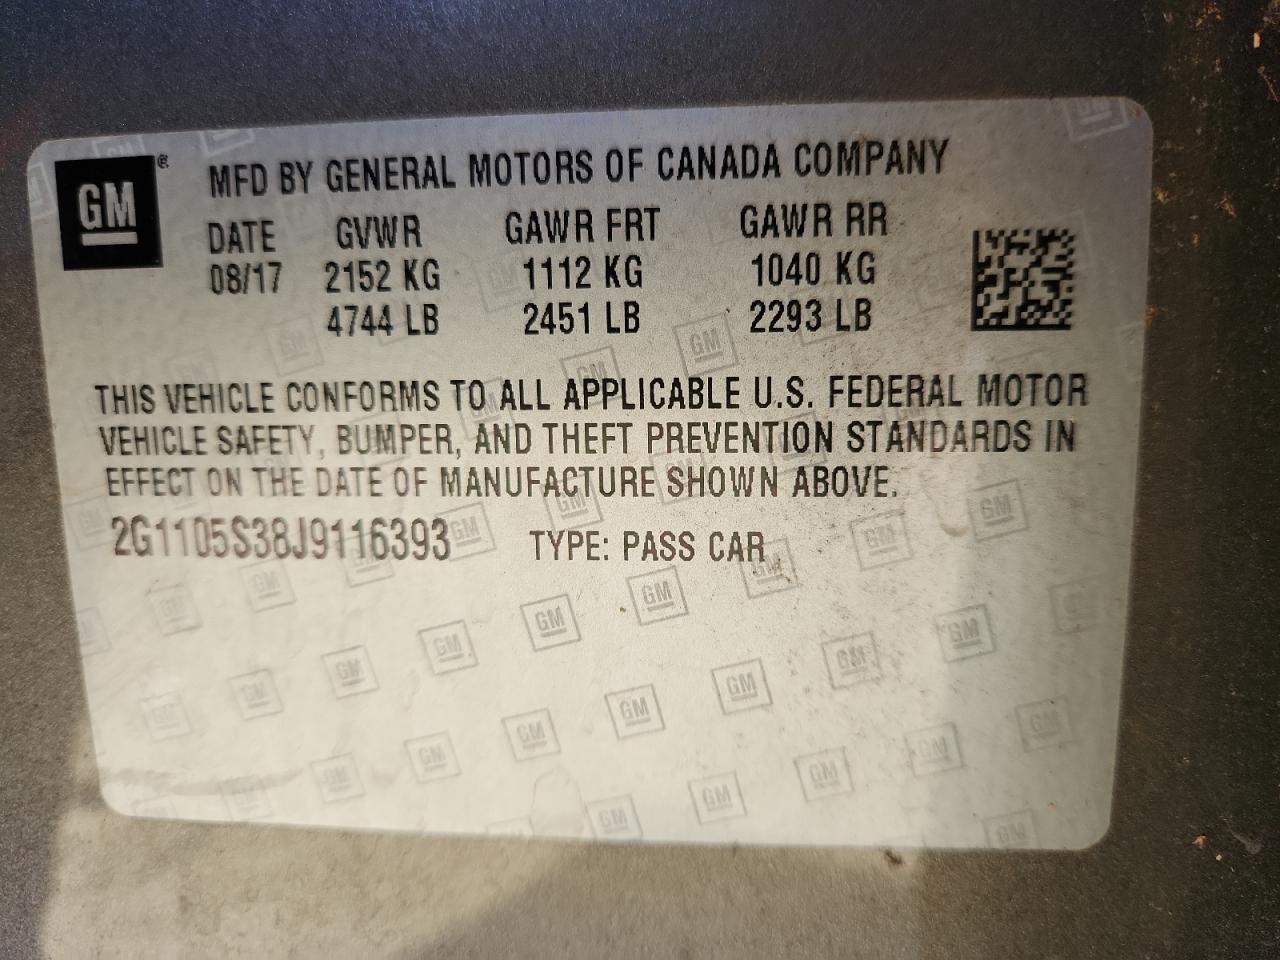 GM®
MFD BY GENERAL MOTORS OF CANADA COMPANY
DATE GVWR GAWR FRT GAWR RR
08/17 2152 KG 1112 KG 1040 KG
4744 LB 2451 LB 2293 LB
THIS VEHICLE CONFORMS TO ALL APPLICABLE U.S. FEDERAL MOTOR
VEHICLE SAFETY, BUMPER, AND THEFT PREVENTION STANDARDS IN
EFFECT ON THE DATE OF MANUFACTURE SHOWN ABOVE.
2G1105S38J9116393 TYPE: PASS CAR